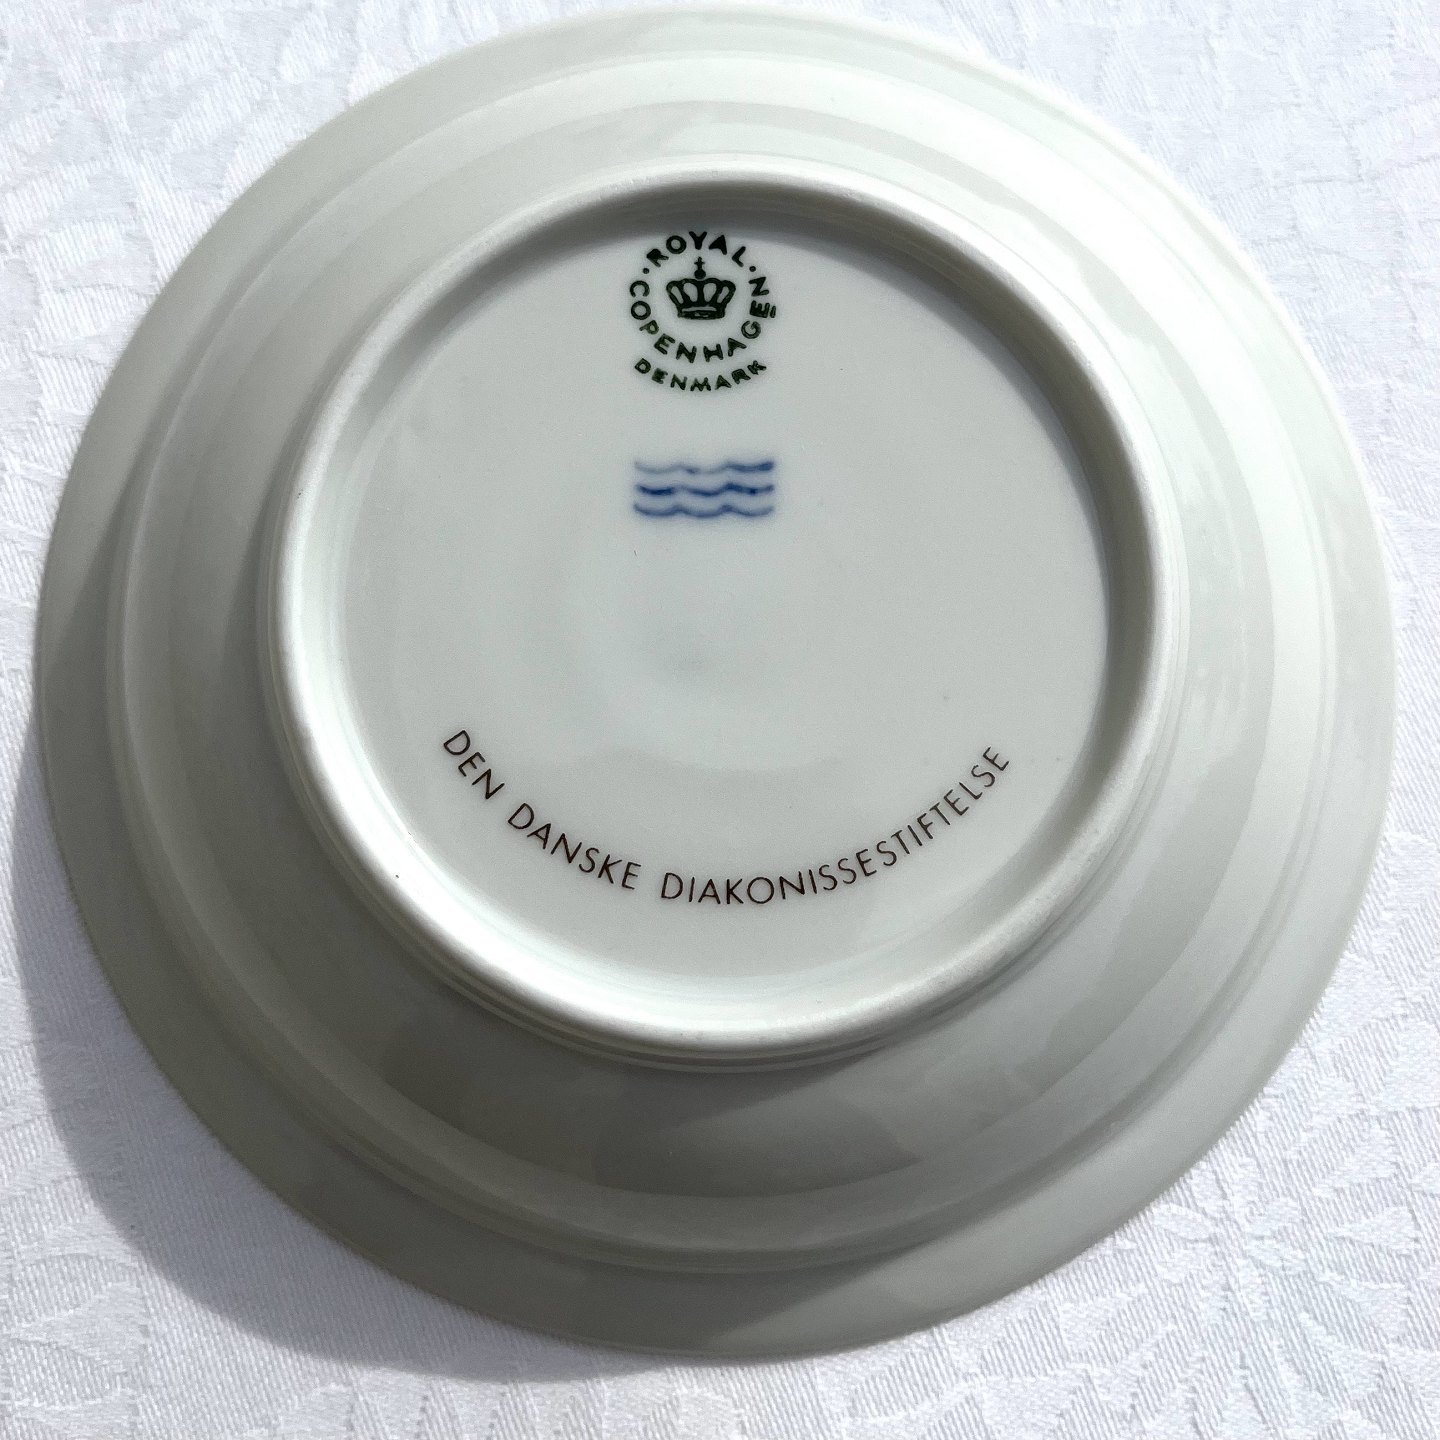 ROYAL
COPENHAGEN
DENMARK
DEN DANSKE DIAKONISSESTIFTELSE